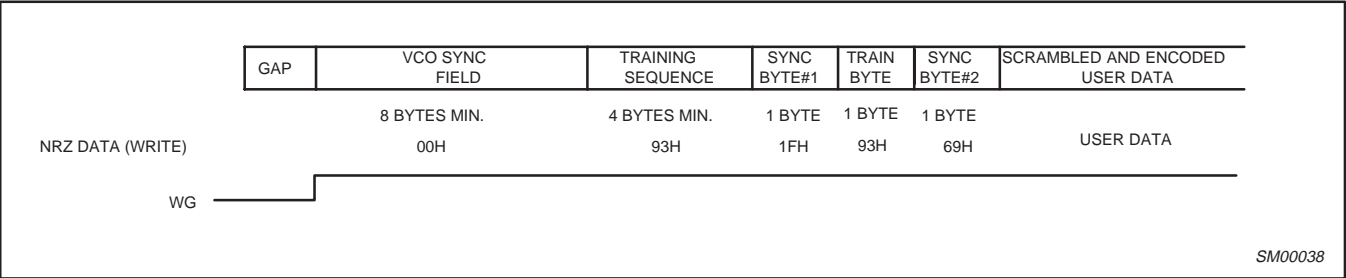 GAP
VCO SYNC
FIELD
TRAINING
SEQUENCE
SYNC
BYTE#1
TRAIN
BYTE
SYNC
BYTE#2
SCRAMBLED AND ENCODED
USER DATA
8 BYTES MIN.
4 BYTES MIN.
1 BYTE
1 BYTE
1 BYTE
NRZ DATA (WRITE)
00H
93H
1FH
93H
69H
USER DATA
WG
SM00038